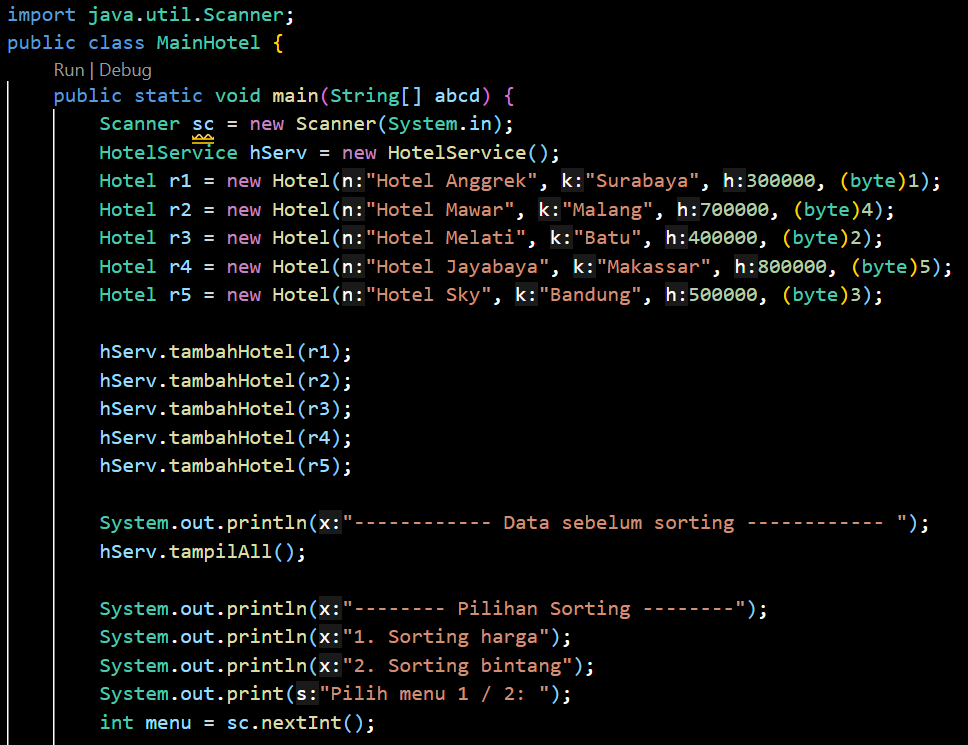 import java.util.Scanner;
public class MainHotel {
Run | Debug
public static void main(String[] abcd) {
Scanner sc = new Scanner(System.in);
HotelService hServ = new HotelService();
Hotel r1 = new Hotel(n:"Hotel Anggrek", k:"Surabaya", h:300000, (byte)1);
Hotel r2 = new Hotel(n:"Hotel Mawar", k:"Malang", h:700000, (byte)4);
Hotel r3 = new Hotel(n:"Hotel Melati", k:"Batu", h:400000, (byte)2);
Hotel r4 = new Hotel(n:"Hotel Jayabaya", k:"Makassar", h:800000, (byte)5);
Hotel r5 = new Hotel(n:"Hotel Sky", k:"Bandung", h:500000, (byte)3);
hServ.tambahHotel(r1);
hServ.tambahHotel(r2);
hServ.tambahHotel(r3);
hServ.tambahHotel(r4);
hServ.tambahHotel(r5);
System.out.println(x:"------------ Data sebelum sorting ------------ ");
hServ.tampilAll();
System.out.println(x:"-------- Pilihan Sorting --------");
System.out.println(x:"1. Sorting harga");
System.out.println(x:"2. Sorting bintang");
System.out.print(s:"Pilih menu 1 / 2: ");
int menu = sc.nextInt();